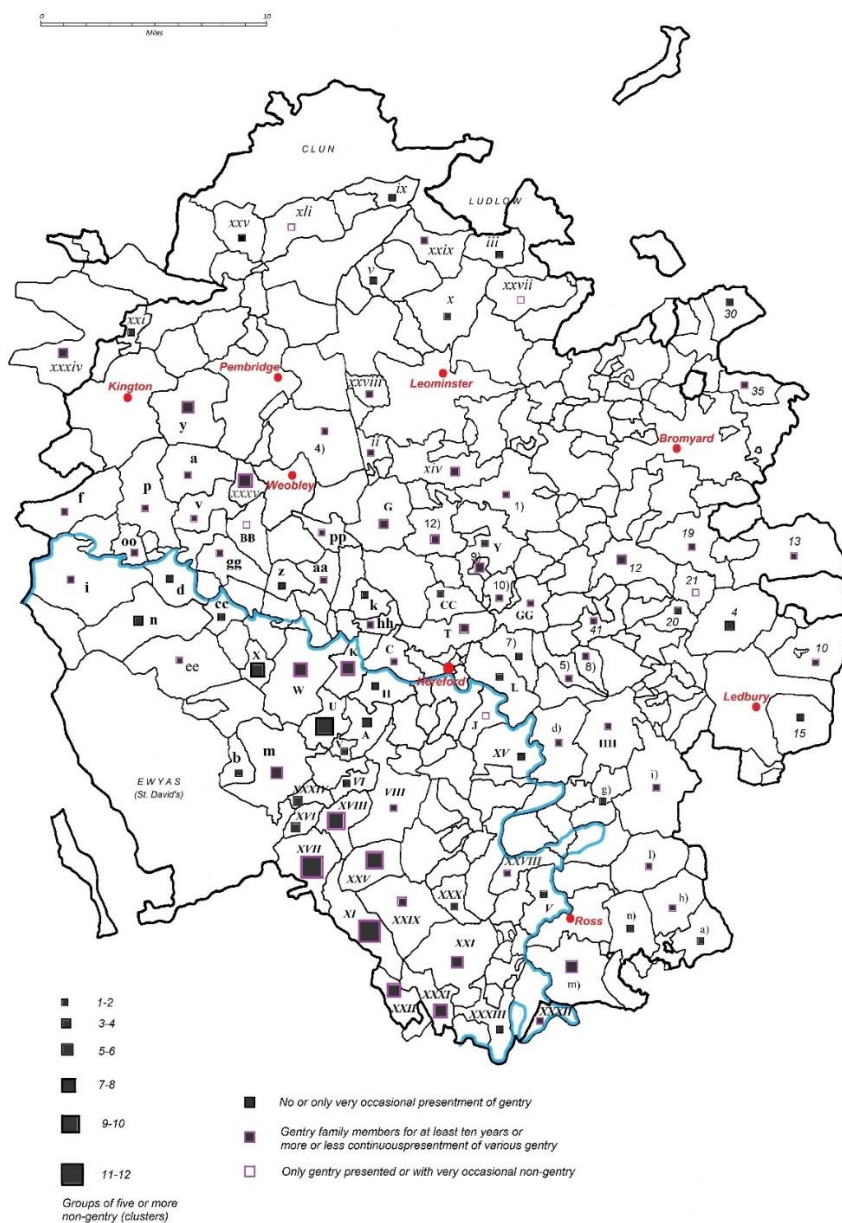 0 10
Miles
CLUN
ix
LUDLOW
xxv
xli
xxix
iii
v
x
xxvii
30
xxi
xxxiv
Pembridge
Leominster
Kington
xxviii
35
y
4)
ii
Bromyard
a
xiv
Weobley
xxxv
1)
f
p
v
G
BB
12)
Y
19
13
oo
pp
gg
9)
12
i
d
z
aa
10)
21
k
CC
GG
n
cc
hh
T
41
20
4
ee
X
K
C
7)
5)
8)
10
W
Hereford
L
Ledbury
H
U
J
15
A
d)
HH
XV
b
m
EWYAS
(St. David's)
VI
XXXII
XVIII
VIII
g)
i)
XVI
XVII
XXVIII
l)
XXV
XXX
V
XXIX
h)
XI
Ross
n)
a)
XXI
m)
XXII
XXXI
XXXIII
XXXII
1-2
3-4
5-6
7-8
9-10
11-12
Groups of five or more
non-gentry (clusters)
No or only very occasional presentment of gentry
Gentry family members for at least ten years or
more or less continuouspresentment of various gentry
Only gentry presented or with very occasional non-gentry